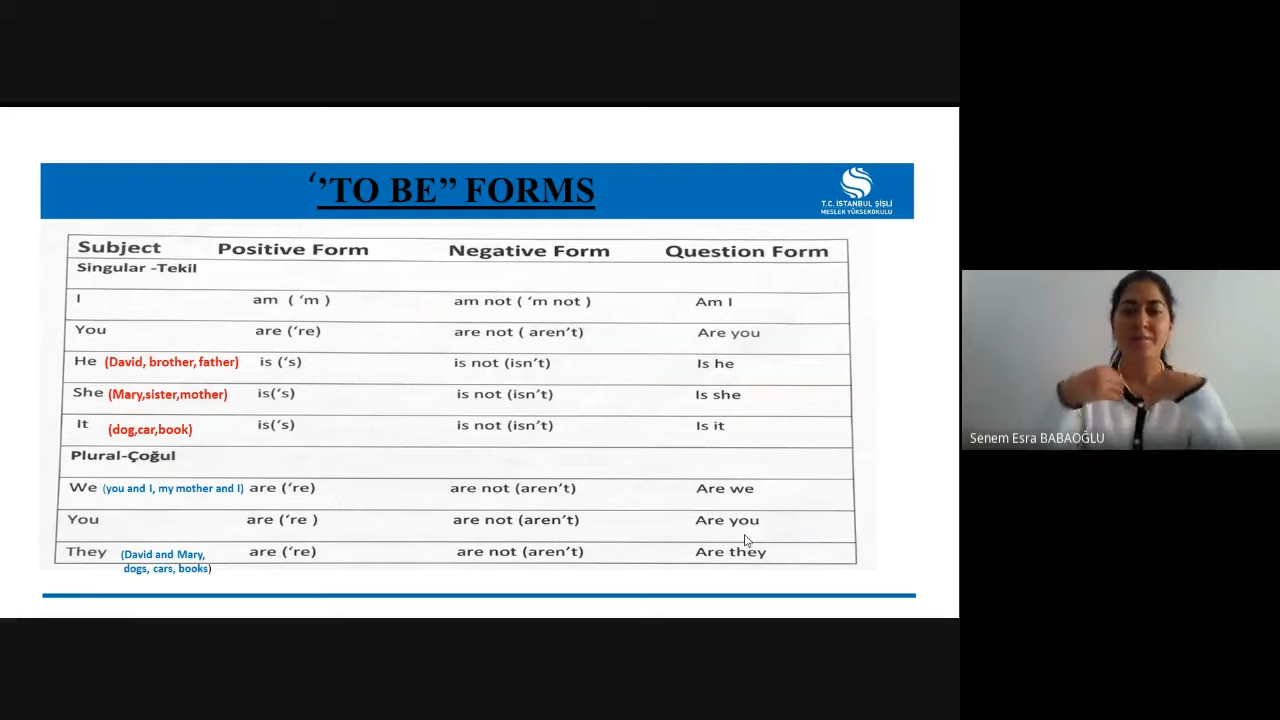 ‘’TO BE” FORMS
T.C. İSTANBUL ŞİŞLİ
MESLEK YÜKSEKOKULU
Subject Positive Form Negative Form Question Form
Singular -Tekil
I am ( ‘m ) am not ( ‘m not ) Am I
You are (‘re) are not ( aren’t) Are you
He (David, brother, father) is (‘s) is not (isn’t) Is he
She (Mary,sister,mother) is(‘s) is not (isn’t) Is she
It (dog,car,book) is(‘s) is not (isn’t) Is it
Plural-Çoğul
We (you and I, my mother and I) are (‘re) are not (aren’t) Are we
You are (‘re ) are not (aren’t) Are you
They (David and Mary, are (‘re) are not (aren’t) Are they
dogs, cars, books)
Senem Esra BABAOĞLU